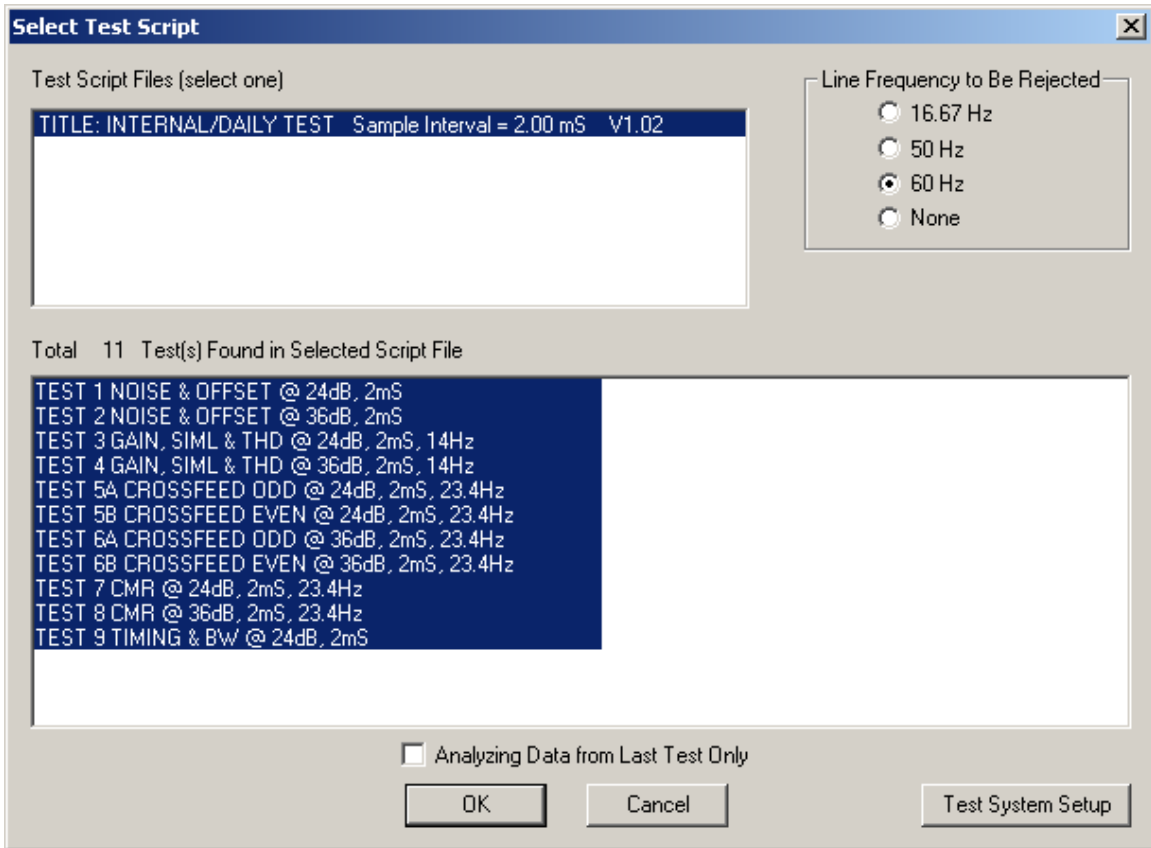 Select Test Script
Test Script Files (select one)
TITLE: INTERNAL/DAILY TEST   Sample Interval = 2.00 mS   V1.02
Line Frequency to Be Rejected
16.67 Hz
50 Hz
60 Hz
None
Total   11   Test(s) Found in Selected Script File
TEST 1 NOISE & OFFSET @ 24dB, 2mS
TEST 2 NOISE & OFFSET @ 36dB, 2mS
TEST 3 GAIN, SIML & THD @ 24dB, 2mS, 14Hz
TEST 4 GAIN, SIML & THD @ 36dB, 2mS, 14Hz
TEST 5A CROSSFEED ODD @ 24dB, 2mS, 23.4Hz
TEST 5B CROSSFEED EVEN @ 24dB, 2mS, 23.4Hz
TEST 6A CROSSFEED ODD @ 36dB, 2mS, 23.4Hz
TEST 6B CROSSFEED EVEN @ 36dB, 2mS, 23.4Hz
TEST 7 CMR @ 24dB, 2mS, 23.4Hz
TEST 8 CMR @ 36dB, 2mS, 23.4Hz
TEST 9 TIMING & BW @ 24dB, 2mS
Analyzing Data from Last Test Only
OK
Cancel
Test System Setup